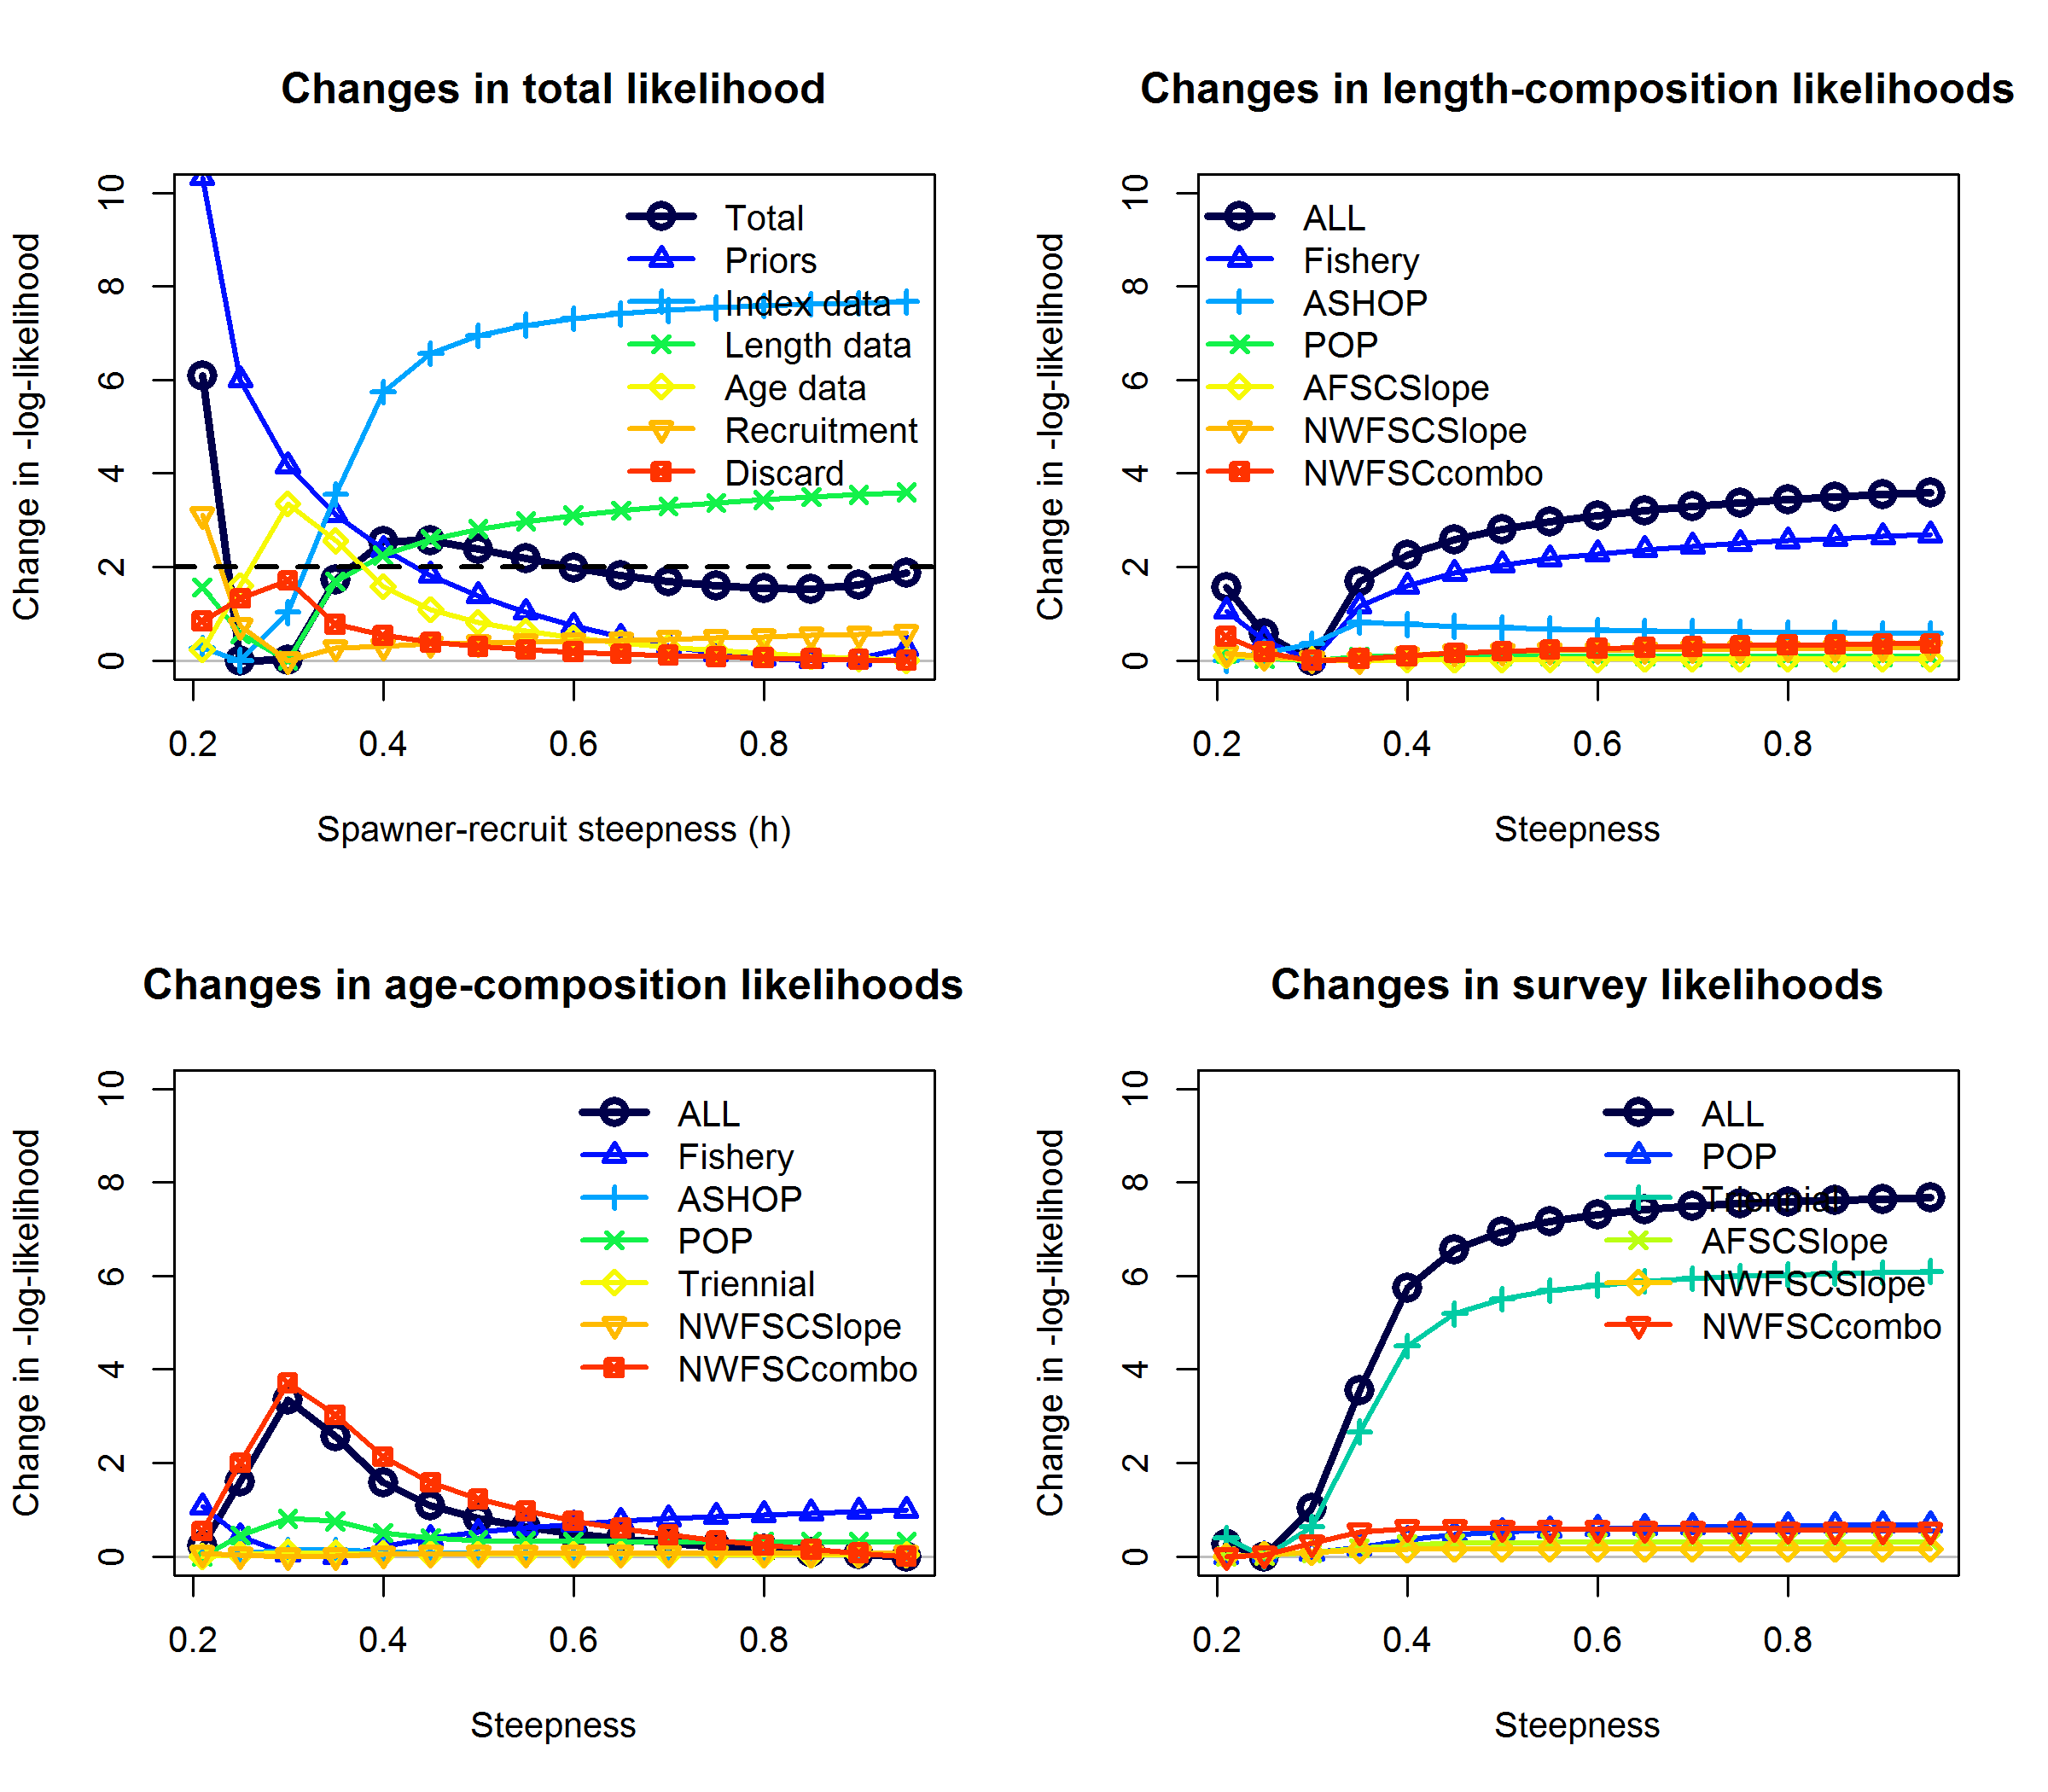 Changes in total likelihood
Change in -log-likelihood
10
8
6
4
2
0
Total
Priors
Index data
Length data
Age data
Recruitment
Discard
0.2 0.4 0.6 0.8
Spawner-recruit steepness (h)
Changes in length-composition likelihoods
Change in -log-likelihood
10
8
6
4
2
0
ALL
Fishery
ASHOP
POP
AFSCSlope
NWFSCSlope
NWFSCcombo
0.2 0.4 0.6 0.8
Steepness
Changes in age-composition likelihoods
Change in -log-likelihood
10
8
6
4
2
0
ALL
Fishery
ASHOP
POP
Triennial
NWFSCSlope
NWFSCcombo
0.2 0.4 0.6 0.8
Steepness
Changes in survey likelihoods
Change in -log-likelihood
10
8
6
4
2
0
ALL
POP
Triennial
AFSCSlope
NWFSCSlope
NWFSCcombo
0.2 0.4 0.6 0.8
Steepness